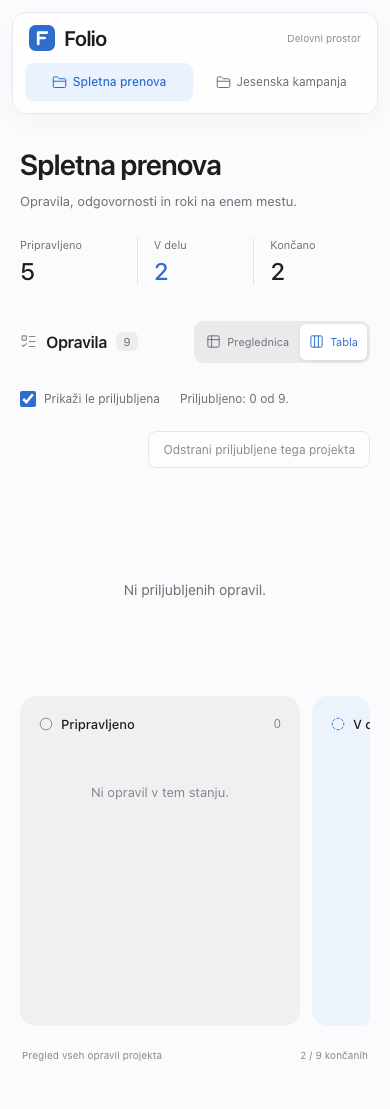 F Folio
Delovni prostor
Spletna prenova
Jesenska kampanja
Spletna prenova
Opravila, odgovornosti in roki na enem mestu.
Pripravljeno
V delu
Končano
5
2
2
Opravila 9
Preglednica
Tabla
Prikaži le priljubljena
Priljubljeno: 0 od 9.
Odstrani priljubljene tega projekta
Ni priljubljenih opravil.
Pripravljeno 0
V
Ni opravil v tem stanju.
Pregled vseh opravil projekta
2 / 9 končanih